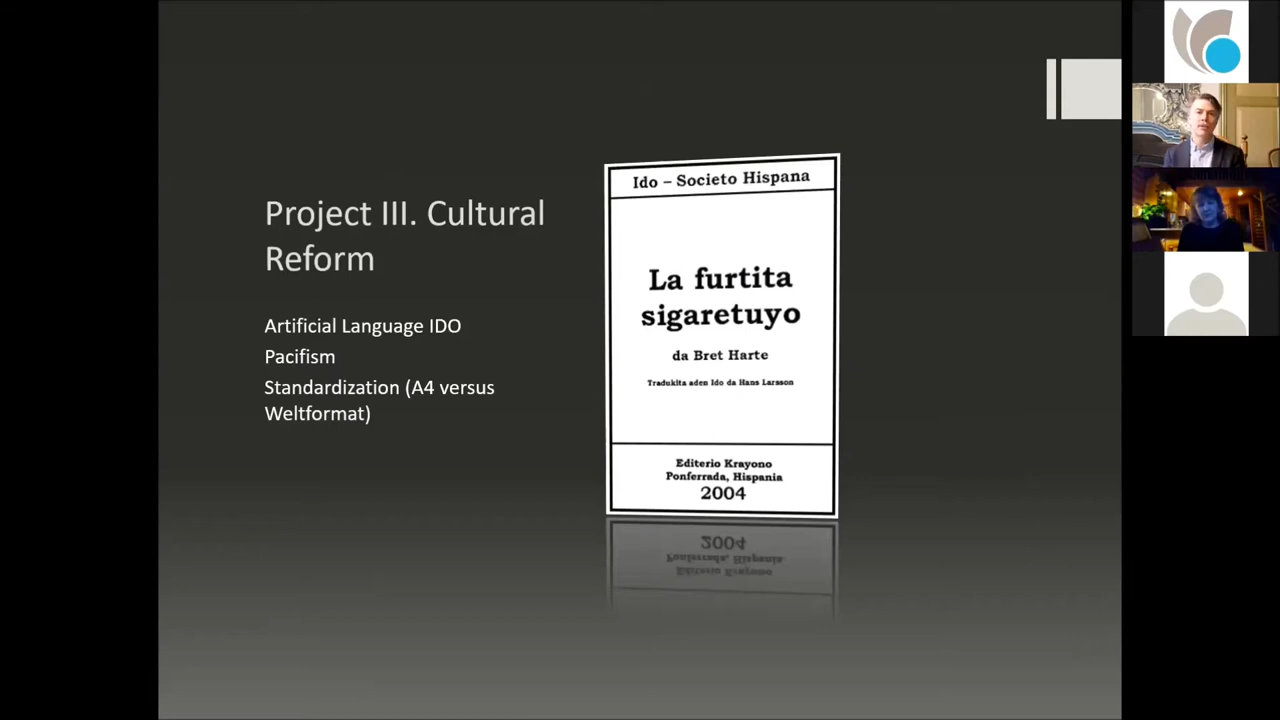 Project III. Cultural
Reform
Artificial Language IDO
Pacifism
Standardization (A4 versus
Weltformat)
Ido – Societo Hispana
La furtita
sigaretuyo
da Bret Harte
Tradukita aden Ido da Hans Larsson
Editerio Krayono
Ponferrada, Hispania
2004